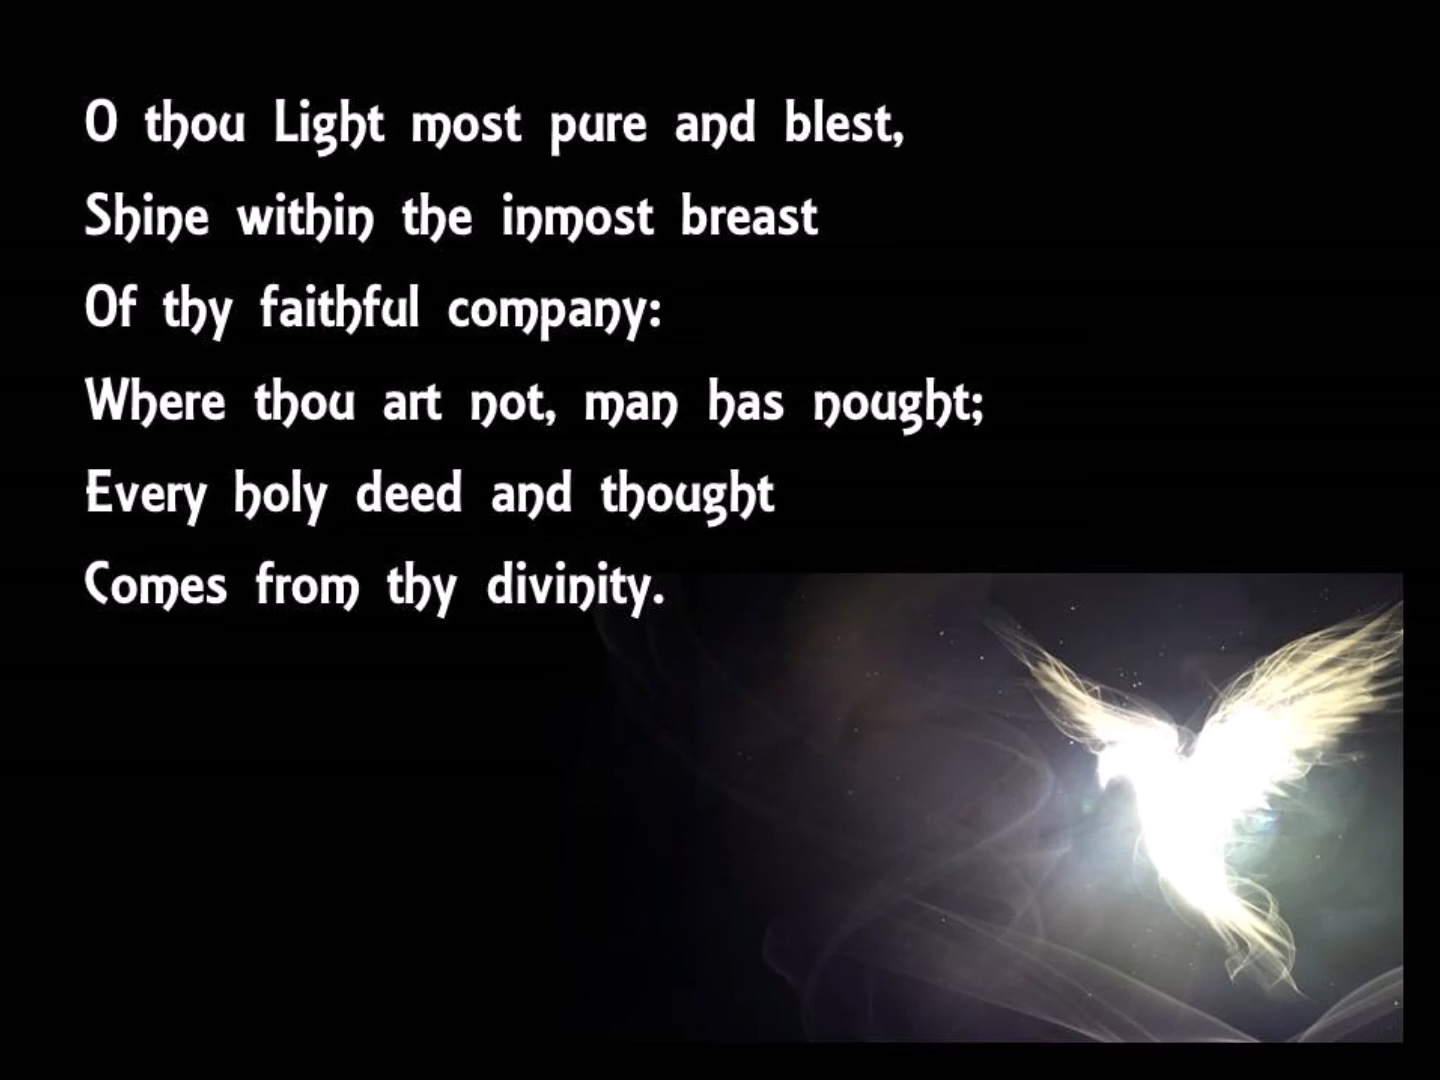 O thou Light most pure and blest,
Shine within the inmost breast
Of thy faithful company:
Where thou art not, man has nought;
Every holy deed and thought
Comes from thy divinity.